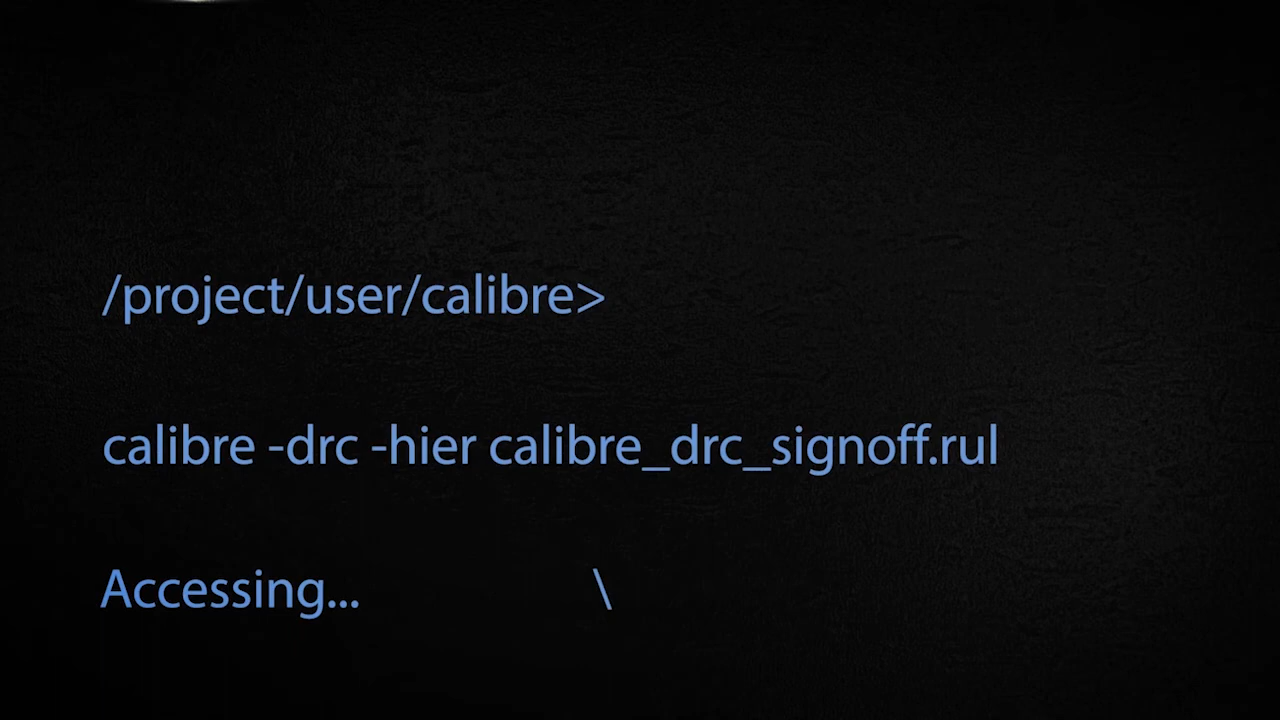 /project/user/calibre>
calibre -drc -hier calibre_drc_signoff.rul
Accessing... \